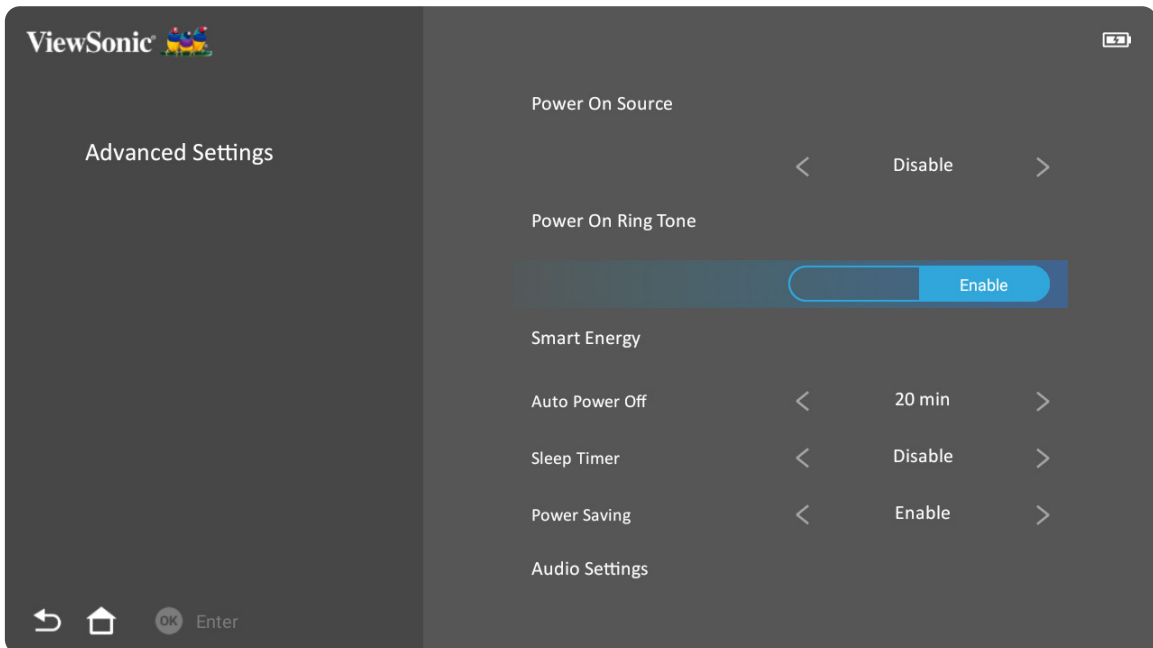 ViewSonic®
Advanced Settings
Power On Source
Disable
Power On Ring Tone
Enable
Smart Energy
Auto Power Off 20 min
Sleep Timer Disable
Power Saving Enable
Audio Settings
OK Enter